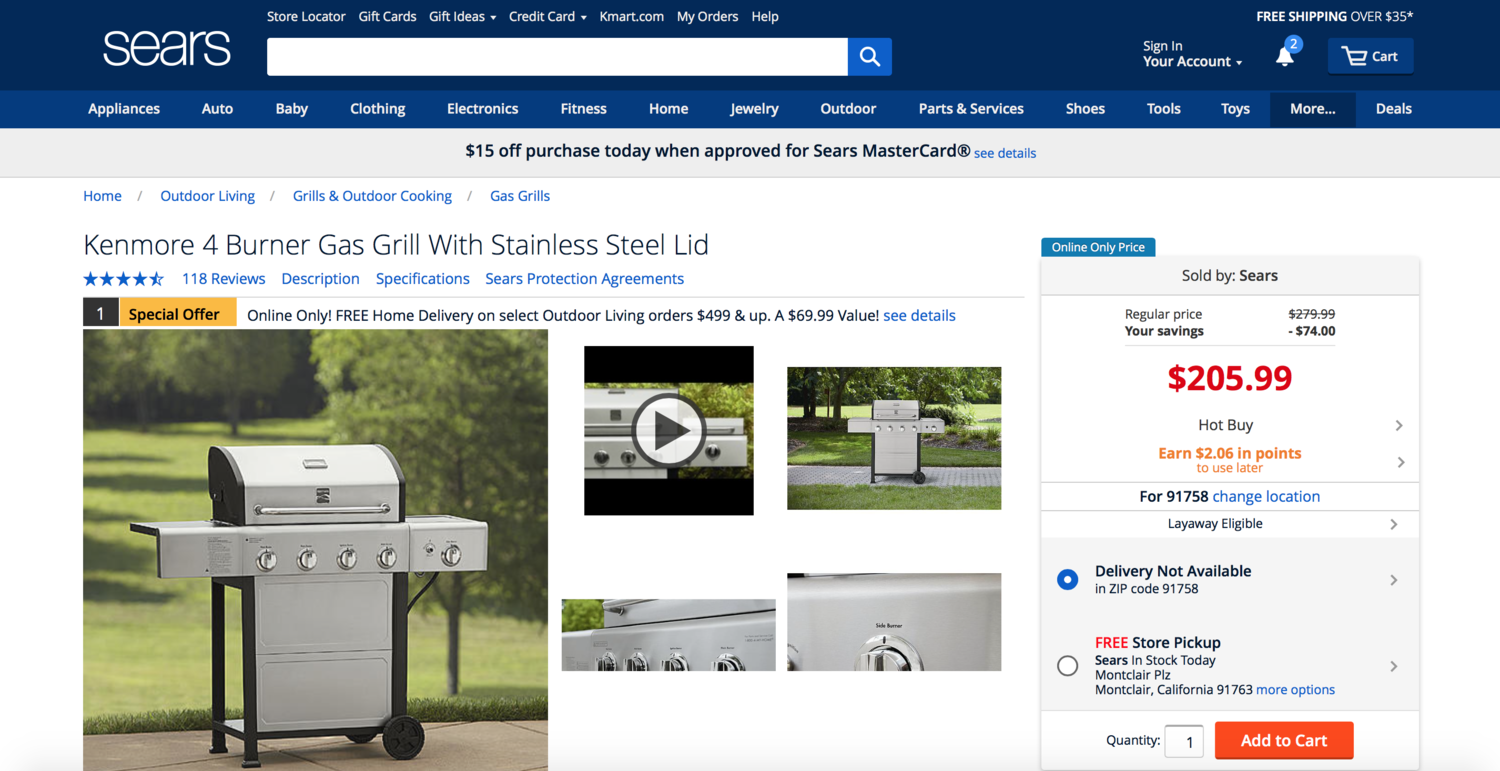 Store Locator Gift Cards Gift Ideas Credit Card Kmart.com My Orders Help
FREE SHIPPING OVER $35*
sears
Sign In
Your Account
2
Cart
Appliances Auto Baby Clothing Electronics Fitness Home Jewelry Outdoor Parts & Services Shoes Tools Toys More... Deals
$15 off purchase today when approved for Sears MasterCard® see details
Home / Outdoor Living / Grills & Outdoor Cooking / Gas Grills
Kenmore 4 Burner Gas Grill With Stainless Steel Lid
118 Reviews Description Specifications Sears Protection Agreements
1 Special Offer Online Only! FREE Home Delivery on select Outdoor Living orders $499 & up. A $69.99 Value! see details
Side Burner
Online Only Price
Sold by: Sears
Regular price $279.99
Your savings - $74.00
$205.99
Hot Buy
Earn $2.06 in points
to use later
For 91758 change location
Layaway Eligible
Delivery Not Available
in ZIP code 91758
FREE Store Pickup
Sears In Stock Today
Montclair Plz
Montclair, California 91763 more options
Quantity: 1 Add to Cart